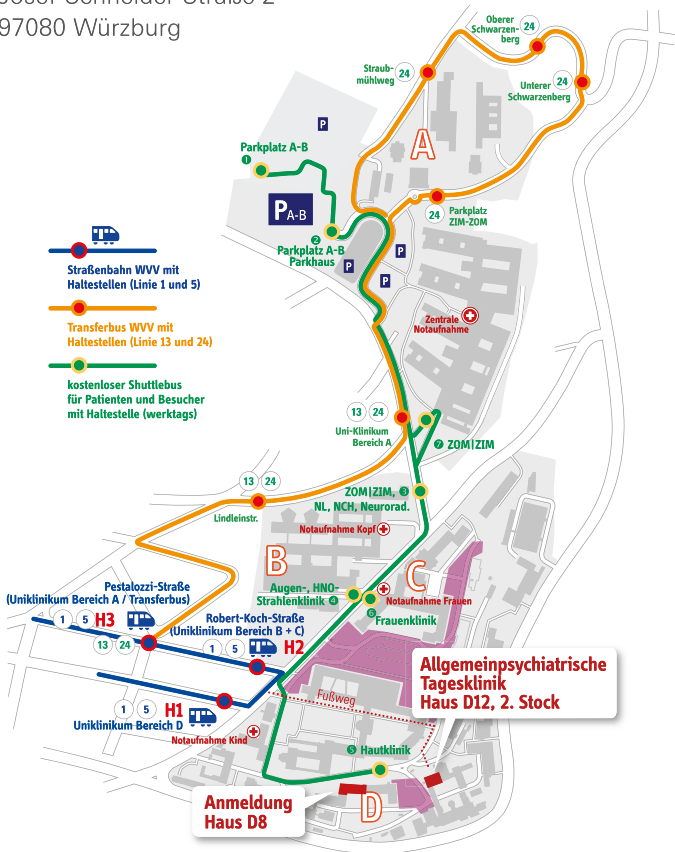 97080 Würzburg
Oberer
Schwarzen-
berg
24
Straub-
mühlweg
24
Unterer
Schwarzenberg
24
A
P
Parkplatz A-B
1
P A-B
24
Parkplatz
ZIM-ZOM
2
Parkplatz A-B
Parkhaus
P
P
P
Straßenbahn WVV mit
Haltestellen (Linie 1 und 5)
Transferbus WVV mit
Haltestellen (Linie 13 und 24)
kostenloser Shuttlebus
für Patienten und Besucher
mit Haltestelle (werktags)
Zentrale
Notaufnahme
13 24
Uni-Klinikum
Bereich A
7 ZOM|ZIM
13 24
Lindleinstr.
ZOM|ZIM, 3
NL, NCH, Neurorad.
Notaufnahme Kopf
B
C
Augen-, HNO-
Strahlenklinik 4
Notaufnahme Frauen
6
Frauenklinik
Pestalozzi-Straße
(Uniklinikum Bereich A / Transferbus)
1 5 H3
13 24
Robert-Koch-Straße
(Uniklinikum Bereich B + C)
1 5 H2
1 5 H1
Uniklinikum Bereich D
Notaufnahme Kind
Fußweg
Allgemeinpsychiatrische
Tagesklinik
Haus D12, 2. Stock
5 Hautklinik
Anmeldung
Haus D8
D